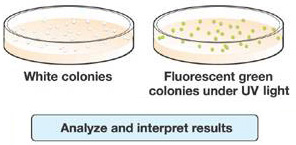 White colonies
Fluorescent green
colonies under UV light
Analyze and interpret results